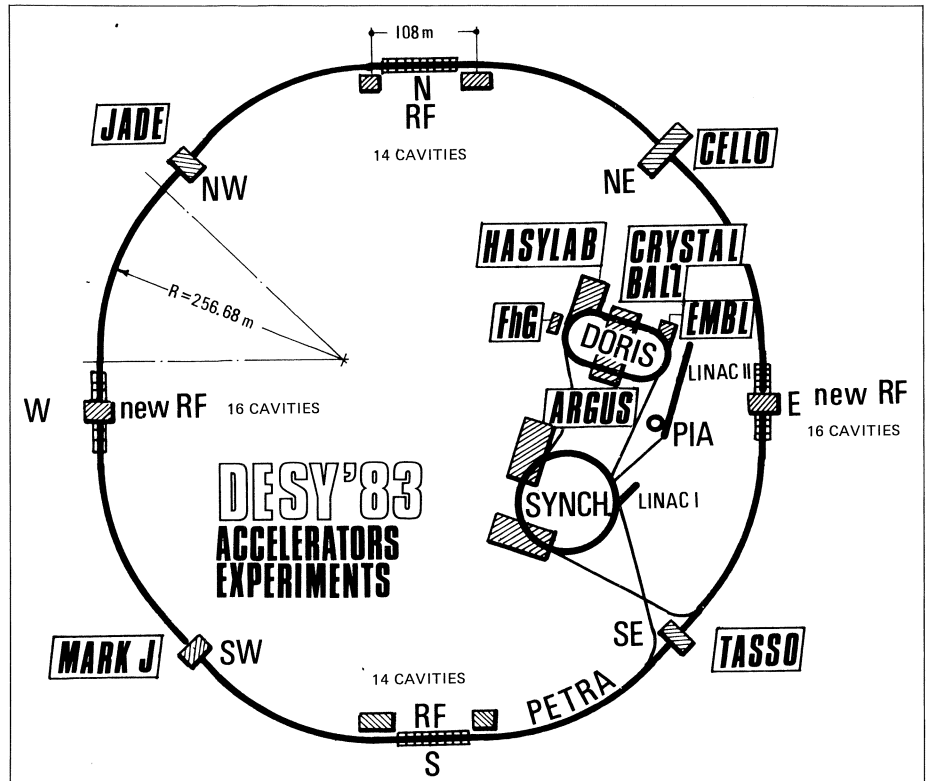 108 m
N
RF
14 CAVITIES
JADE
NW
CELLO
NE
HASYLAB
CRYSTAL
BALL
R=256.68 m
FhG
DORIS
EMBL
LINAC II
W
new RF 16 CAVITIES
ARGUS
PIA
E new RF
16 CAVITIES
DESY'83
ACCELERATORS
EXPERIMENTS
SYNCH.
LINAC I
MARK J
SW
SE
TASSO
14 CAVITIES
RF
S
PETRA